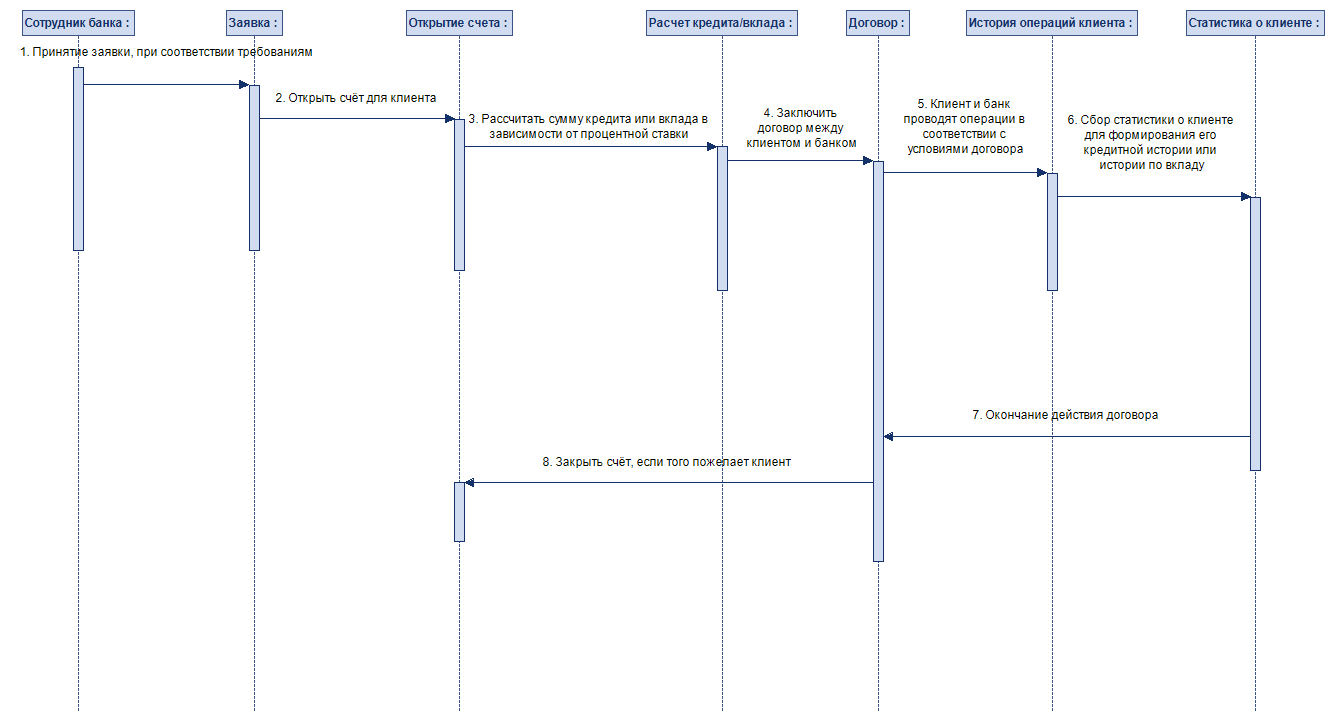 Сотрудник банка :
Заявка :
Открытие счета :
Расчет кредита/вклада :
Договор :
История операций клиента :
Статистика о клиенте :
1. Принятие заявки, при соответствии требованиям
2. Открыть счёт для клиента
3. Рассчитать сумму кредита или вклада в
зависимости от процентной ставки
4. Заключить
договор между
клиентом и банком
5. Клиент и банк
проводят операции в
соответствии с
условиями договора
6. Сбор статистики о клиенте
для формирования его
кредитной истории или
истории по вкладу
7. Окончание действия договора
8. Закрыть счёт, если того пожелает клиент